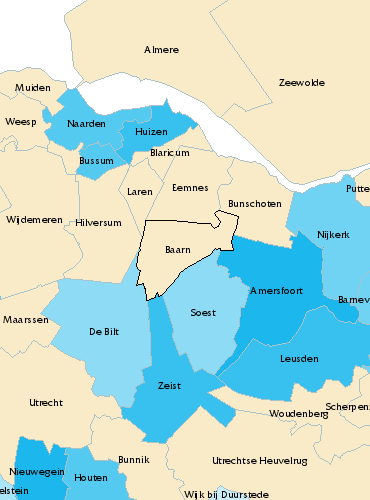 Almere
Zeewolde
Muiden
Weesp
Naarden
Huizen
Bussum
Blaricum
Laren
Eemnes
Putte
Wijdemeren
Hilversum
Bunschoten
Nijkerk
Baarn
Amersfoort
Barnev
Maarssen
De Bilt
Soest
Leusden
Zeist
Utrecht
Woudenberg
Scherpenz
Bunnik
Utrechtse Heuvelrug
Nieuwegein
Houten
elstein
Wijk bij Duurstede